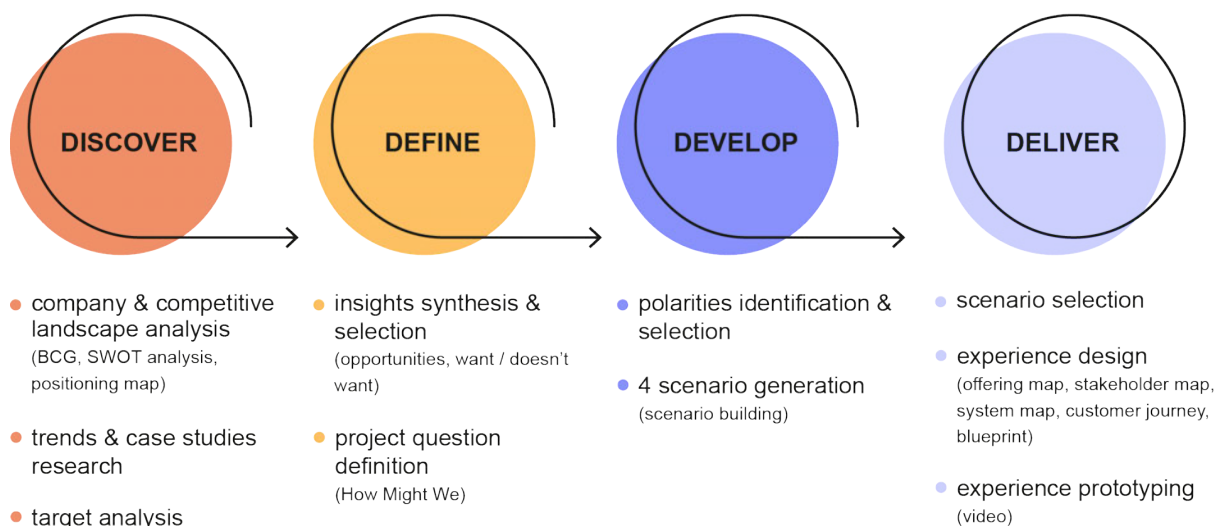 DISCOVER
DEFINE
DEVELOP
DELIVER
company & competitive
landscape analysis
(BCG, SWOT analysis,
positioning map)
trends & case studies
research
target analysis
insights synthesis &
selection
(opportunities, want / doesn't
want)
project question
definition
(How Might We)
polarities identification &
selection
4 scenario generation
(scenario building)
scenario selection
experience design
(offering map, stakeholder map,
system map, customer journey,
blueprint)
experience prototyping
(video)